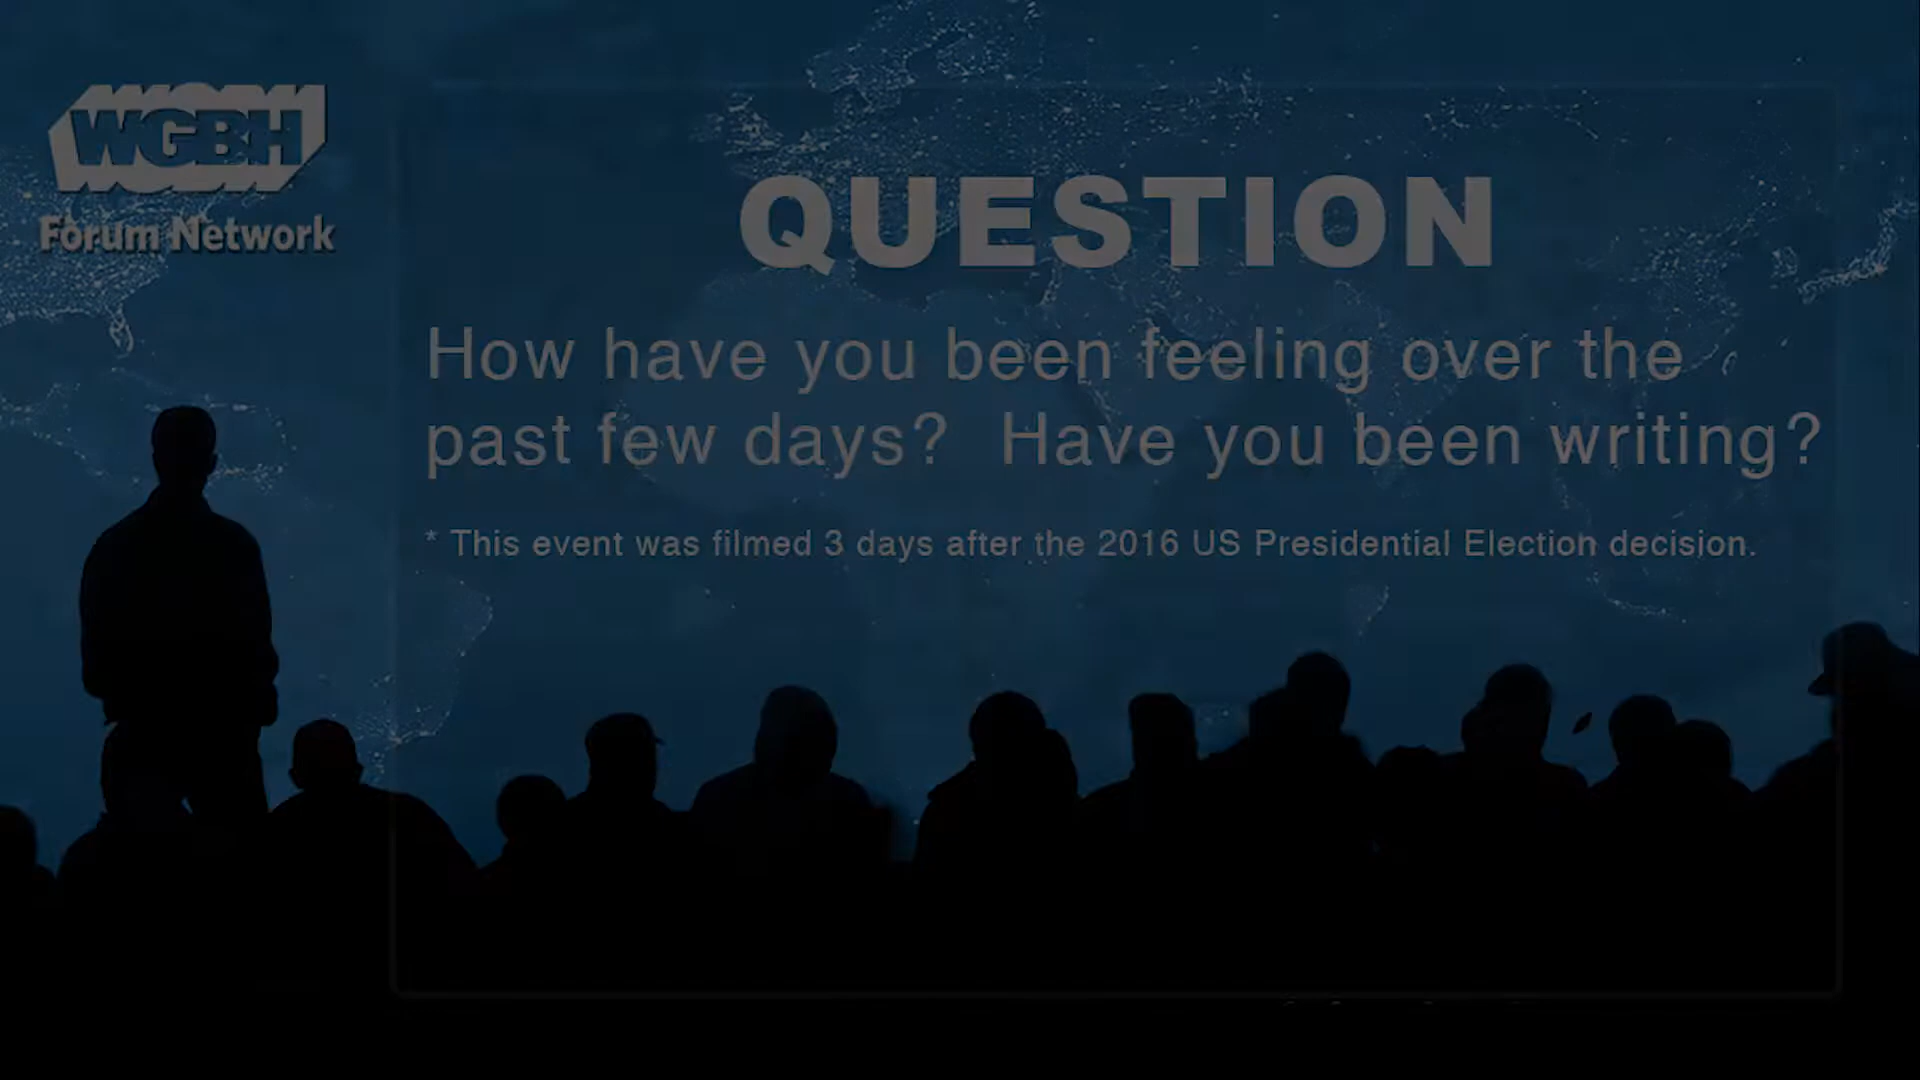 WGBH
Forum Network
QUESTION
How have you been feeling over the
past few days?  Have you been writing?
* This event was filmed 3 days after the 2016 US Presidential Election decision.